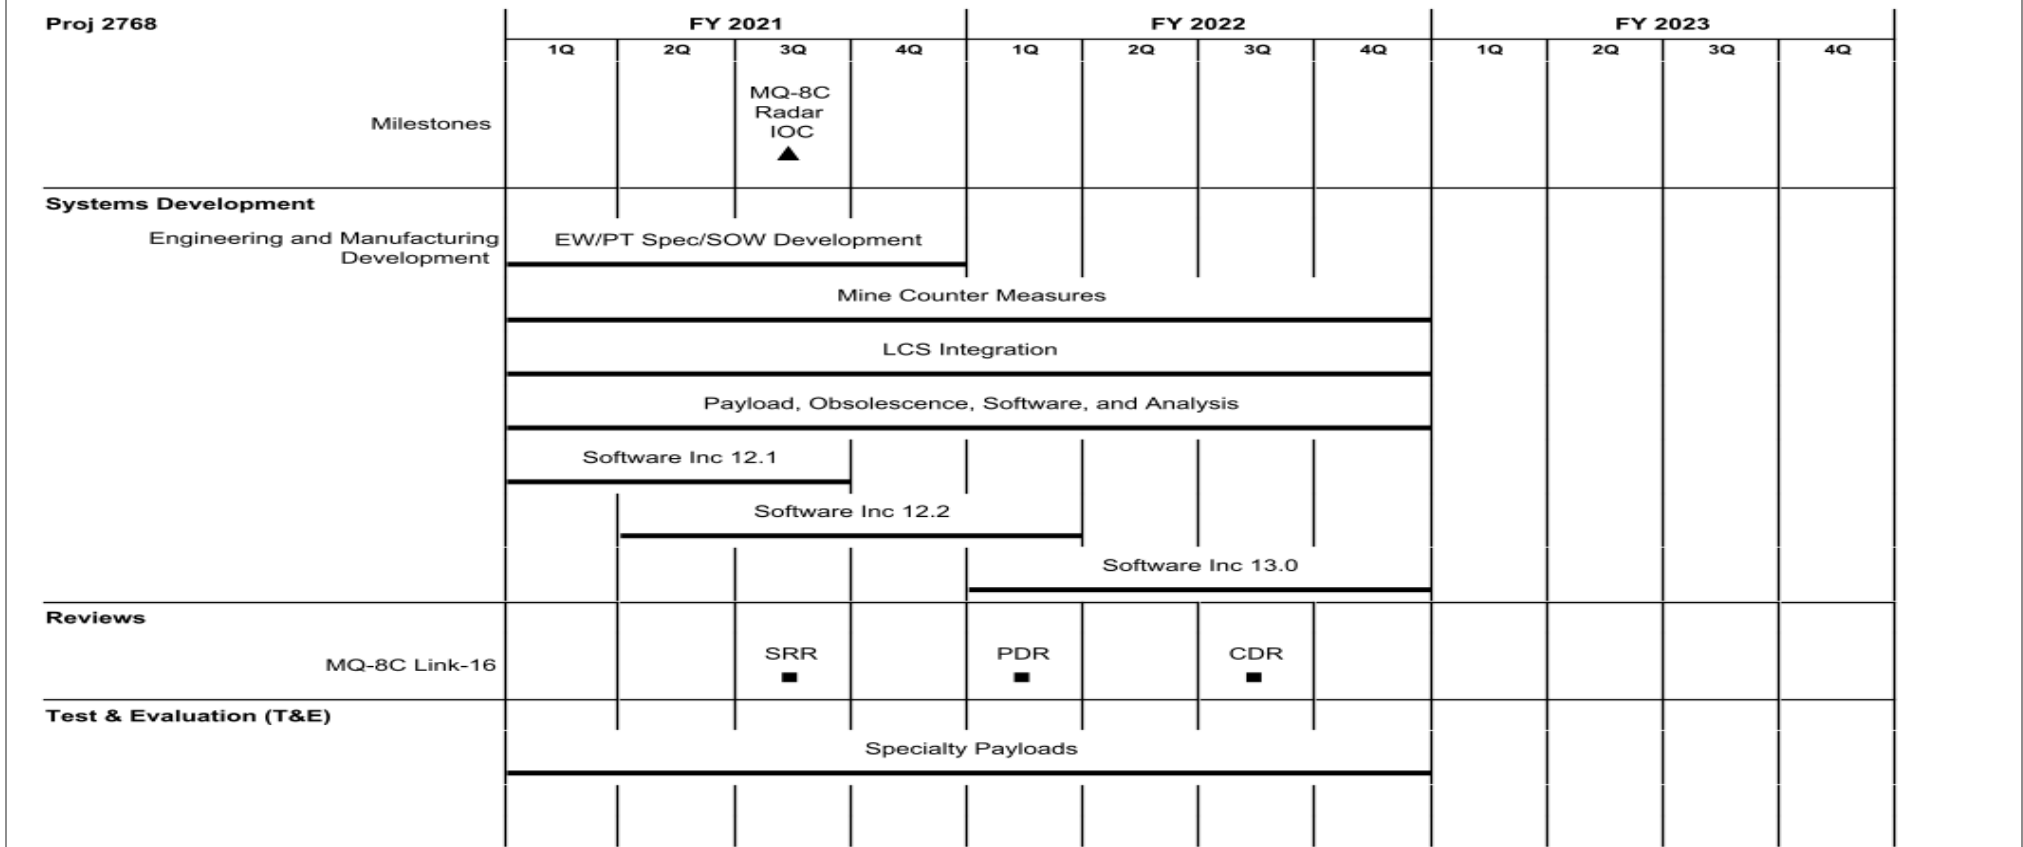 Proj 2768
FY 2021
FY 2022
FY 2023
1Q
2Q
3Q
4Q
1Q
2Q
3Q
4Q
1Q
2Q
3Q
4Q
Milestones
MQ-8C
Radar
IOC
Systems Development
Engineering and Manufacturing
Development
EW/PT Spec/SOW Development
Mine Counter Measures
LCS Integration
Payload, Obsolescence, Software, and Analysis
Software Inc 12.1
Software Inc 12.2
Software Inc 13.0
Reviews
MQ-8C Link-16
SRR
PDR
CDR
Test & Evaluation (T&E)
Specialty Payloads